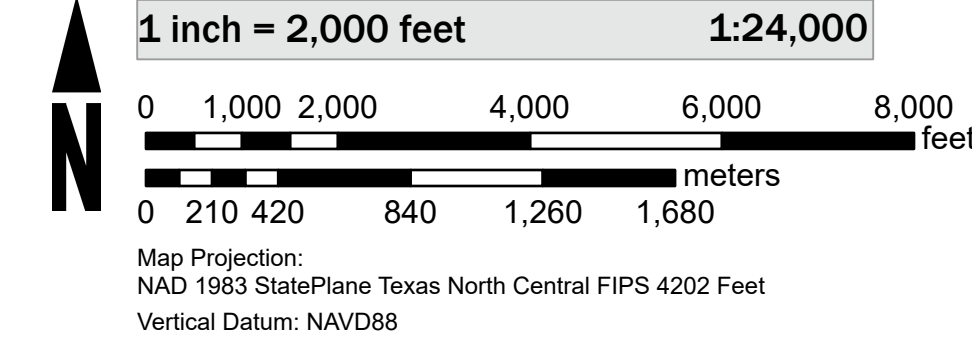 N
1 inch = 2,000 feet 1:24,000
0 1,000 2,000 4,000 6,000 8,000
feet
meters
0 210 420 840 1,260 1,680
Map Projection:
NAD 1983 StatePlane Texas North Central FIPS 4202 Feet
Vertical Datum: NAVD88